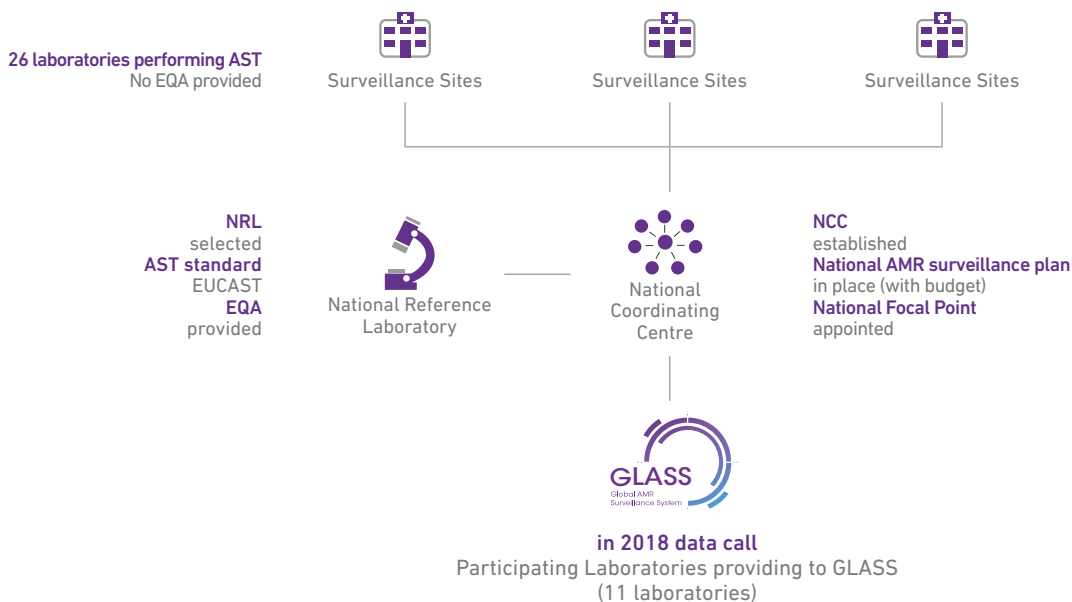 26 laboratories performing AST
No EQA provided
Surveillance Sites
Surveillance Sites
Surveillance Sites
NRL
selected
AST standard
EUCAST
EQA
provided
National Reference
Laboratory
National
Coordinating
Centre
NCC
established
National AMR surveillance plan
in place (with budget)
National Focal Point
appointed
GLASS
Global AMR
Surveillance System
in 2018 data call
Participating Laboratories providing to GLASS
(11 laboratories)